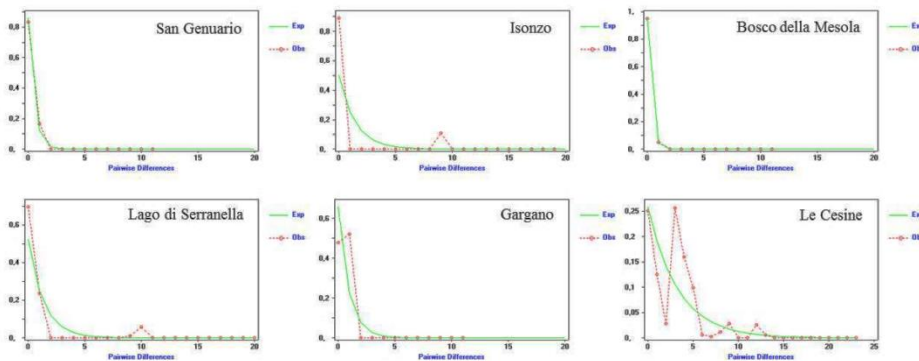 San Genuario
Exp
Obs
0,8
0,6
0,4
0,2
0,
0 5 10 15 20
Pairwise Differences
Isonzo
Exp
Obs
0,8
0,6
0,4
0,2
0,
0 5 10 15 20
Pairwise Differences
Bosco della Mesola
Exp
Obs
1,
0,8
0,6
0,4
0,2
0,
0 5 10 15 20
Pairwise Differences
Lago di Serranella
Exp
Obs
0,6
0,4
0,2
0,
0 5 10 15 20
Pairwise Differences
Gargano
Exp
Obs
0,6
0,4
0,2
0,
0 5 10 15 20
Pairwise Differences
Le Cesine
Exp
Obs
0,25
0,2
0,15
0,1
0,05
0,
0 5 10 15 20 25
Pairwise Differences